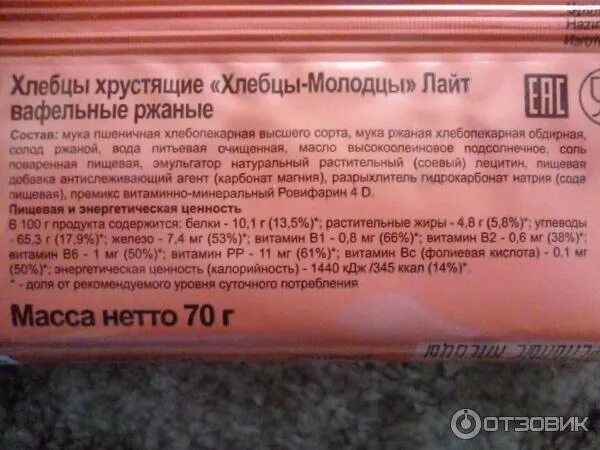 Hazir
Изгото
Хлебцы хрустящие «Хлебцы-Молодцы» Лайт
вафельные ржаные
EAC
Состав: мука пшеничная хлебопекарная высшего сорта, мука ржаная хлебопекарная обдирная,
солод ржаной, вода питьевая очищенная, масло высокоолеиновое подсолнечное, соль
поваренная пищевая, эмульгатор натуральный растительный (соевый) лецитин, пищевая
добавка антислеживающий агент (карбонат магния), разрыхлитель гидрокарбонат натрия (сода
пищевая), премикс витаминно-минеральный Ровифарин 4 D.
Пищевая и энергетическая ценность
В 100 г продукта содержится: белки - 10,1 г (13,5%)*; растительные жиры - 4,8 г (5,8%)*; углеводы
- 65,3 г (17,9%)*; железо - 7,4 мг (53%)*; витамин В1 - 0,8 мг (66%)*; витамин В2 - 0,6 мг (38%)*;
витамин В6 - 1 мг (50%)*; витамин РР - 11 мг (61%)*; витамин Вс (фолиевая кислота) - 0,1 мг
(50%)*; энергетическая ценность (калорийность) - 1440 кДж /345 ккал (14%)*.
* - доля от рекомендуемого уровня суточного потребления
Масса нетто 70 г
ОТЗОВИК